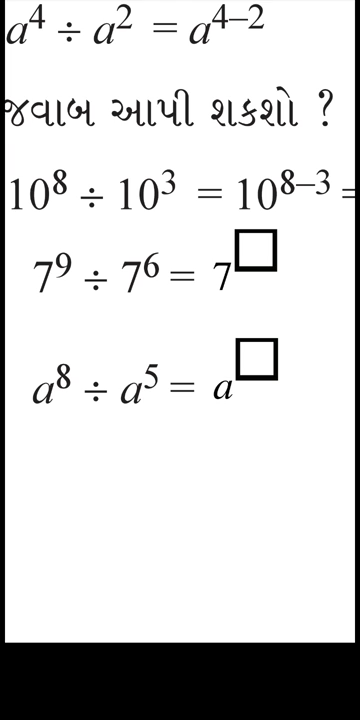 a⁴ ÷ a² = a⁴⁻²
જવાબ આપી શકશો ?
10⁸ ÷ 10³ = 10⁸⁻³ =
7⁹ ÷ 7⁶ = 7□
a⁸ ÷ a⁵ = a□